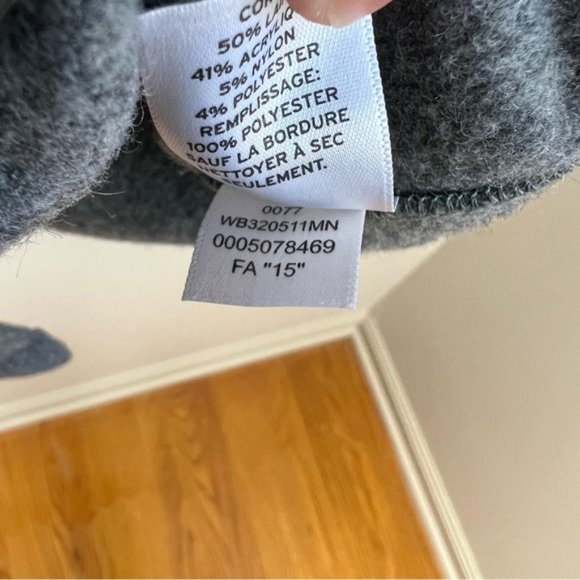 50%
41% ACRYLIQUE
5% NYLON
4% POLYESTER
REMPLISSAGE:
100% POLYESTER
SAUF LA BORDURE
NETTOYER À SEC
SEULEMENT.
0077
WB320511MN
0005078469
FA "15"